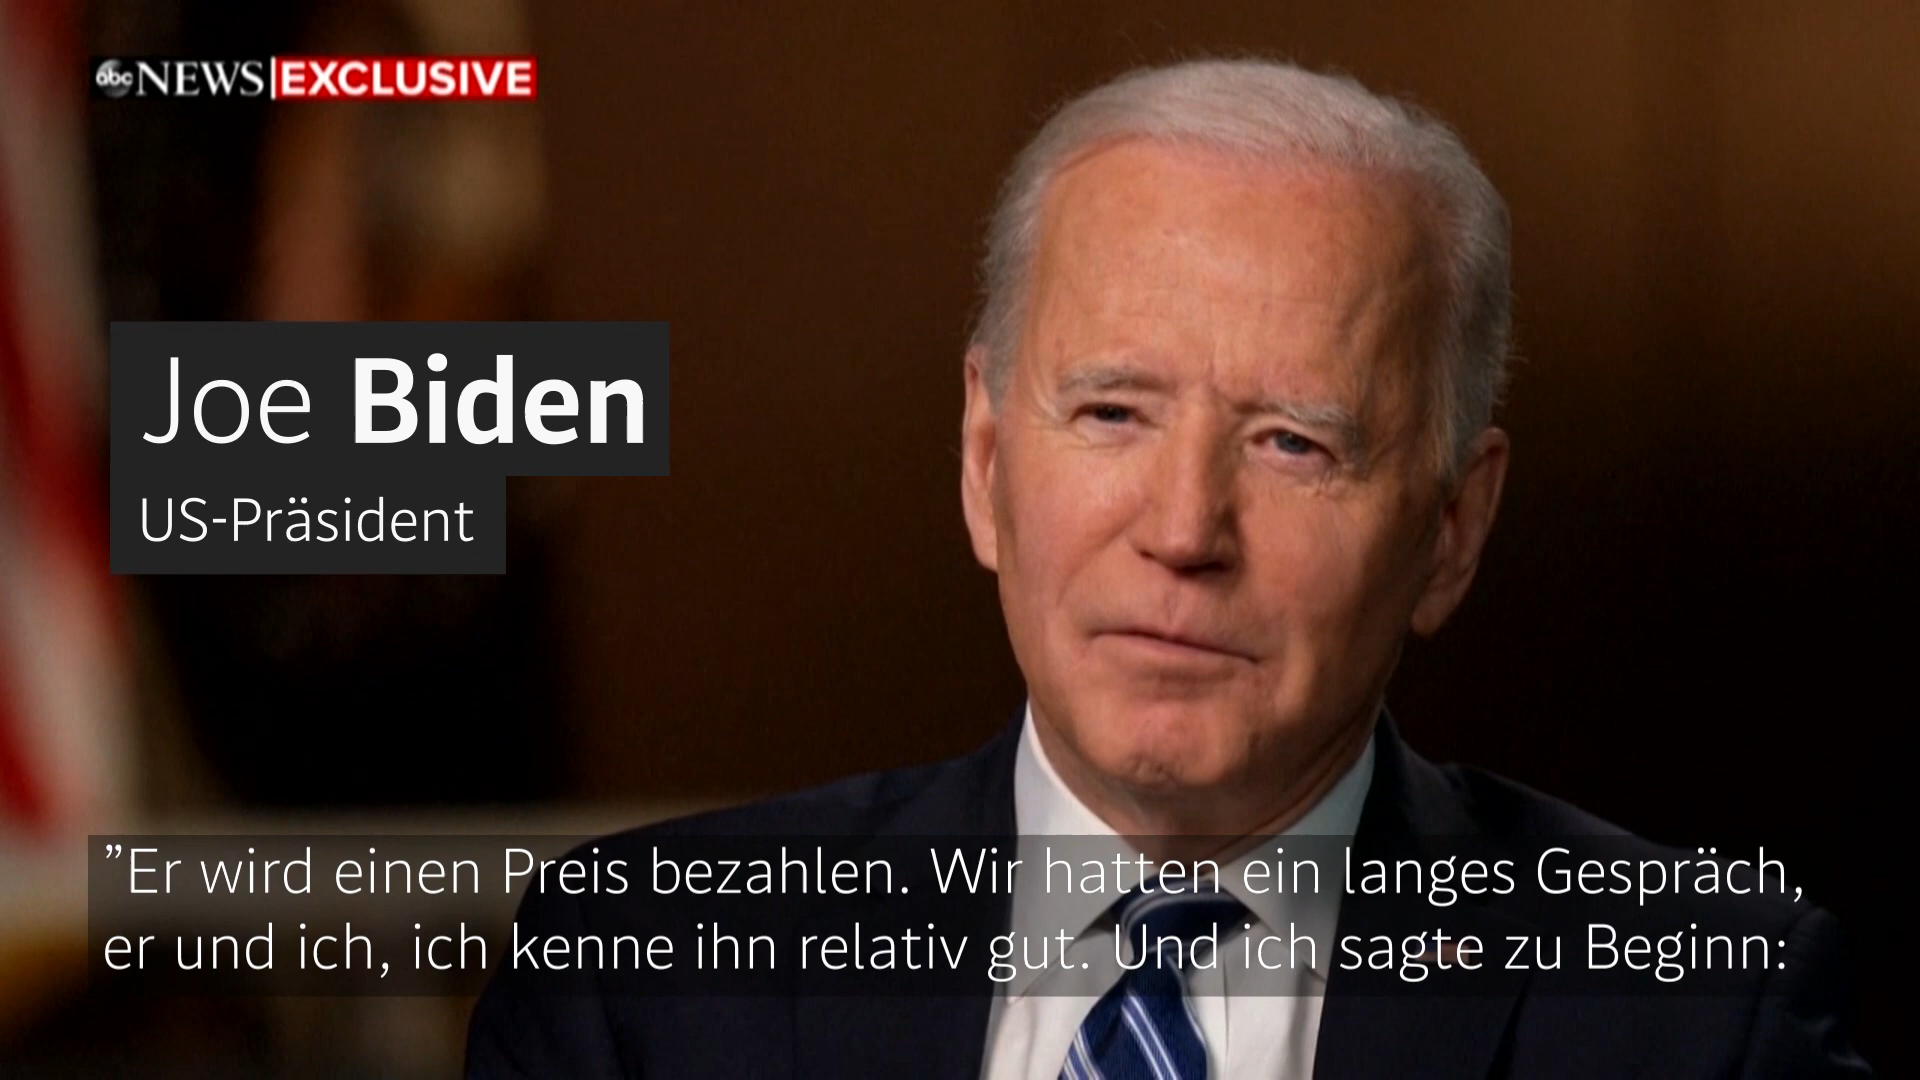 abc NEWS EXCLUSIVE
Joe Biden
US-Präsident
”Er wird einen Preis bezahlen. Wir hatten ein langes Gespräch,
er und ich, ich kenne ihn relativ gut. Und ich sagte zu Beginn: